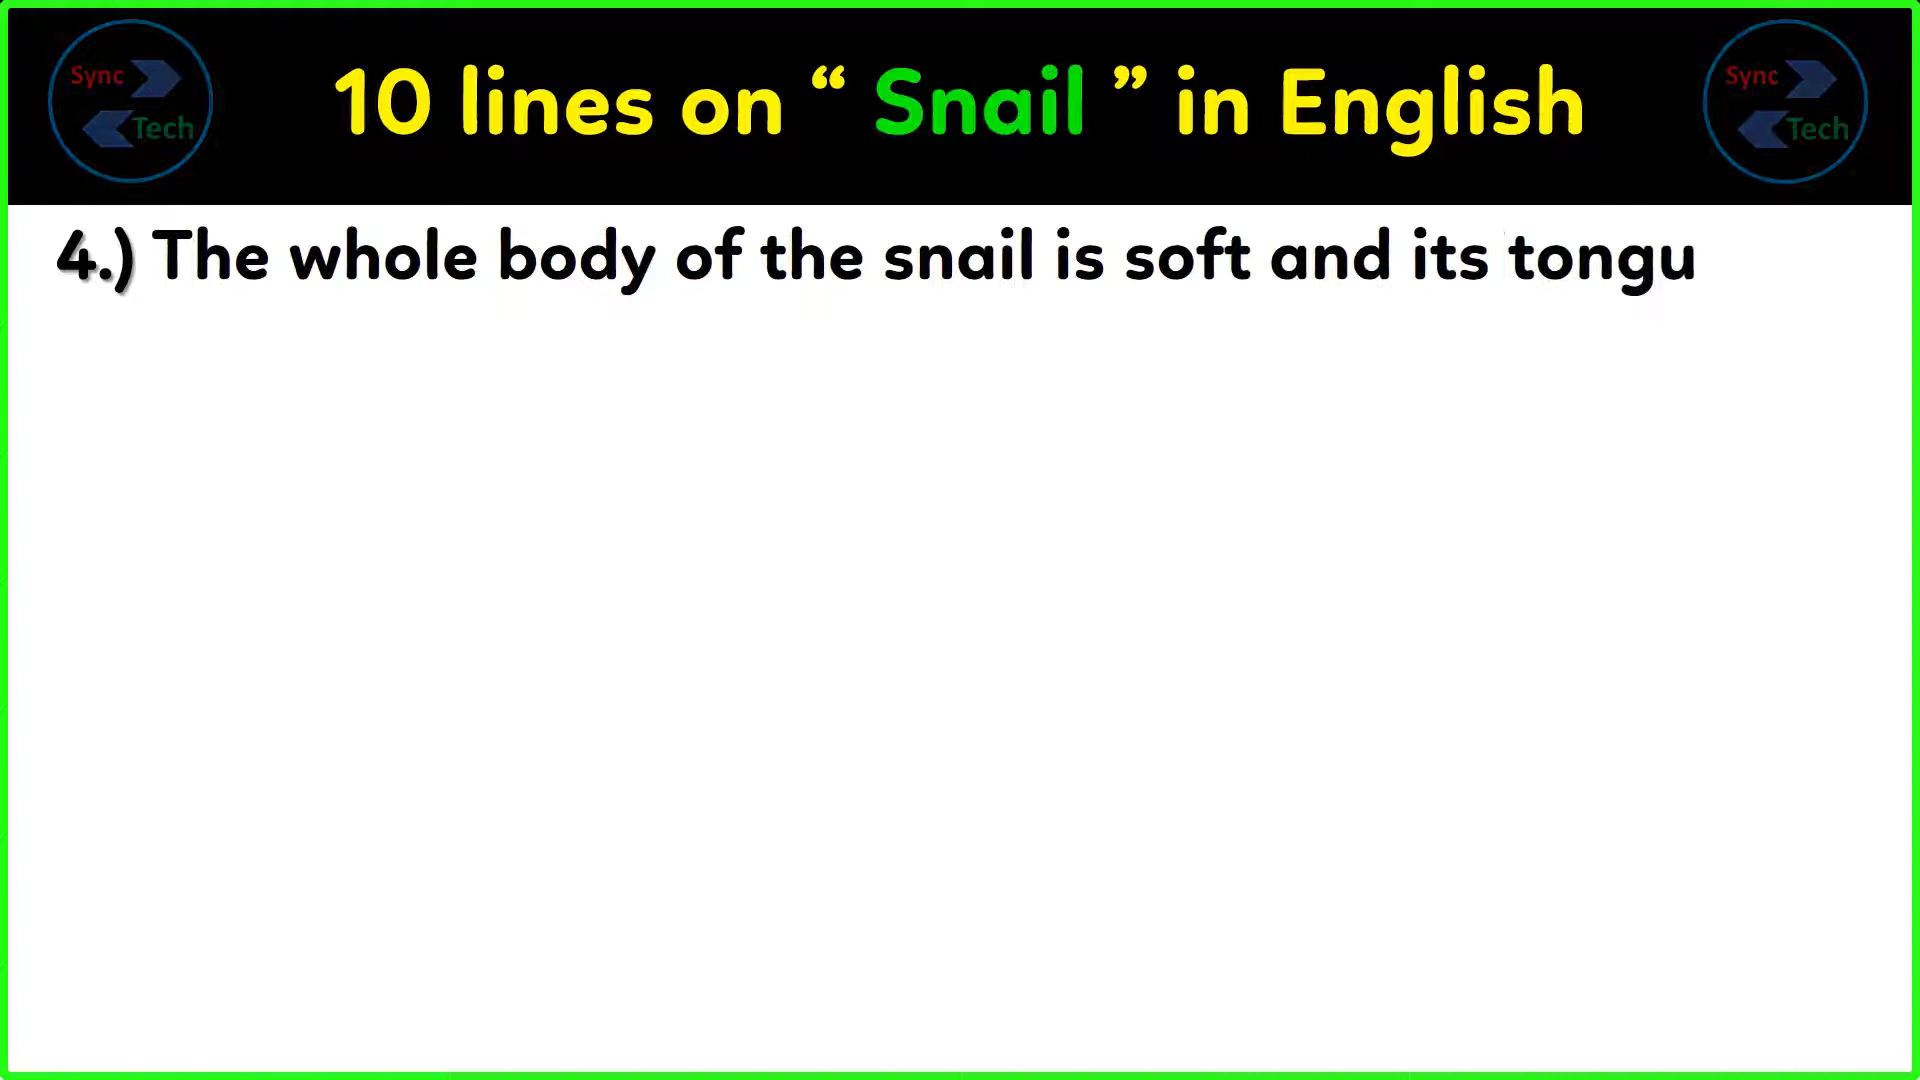 Sync
Tech
10 lines on “ Snail ” in English
Sync
Tech
4.) The whole body of the snail is soft and its tongu